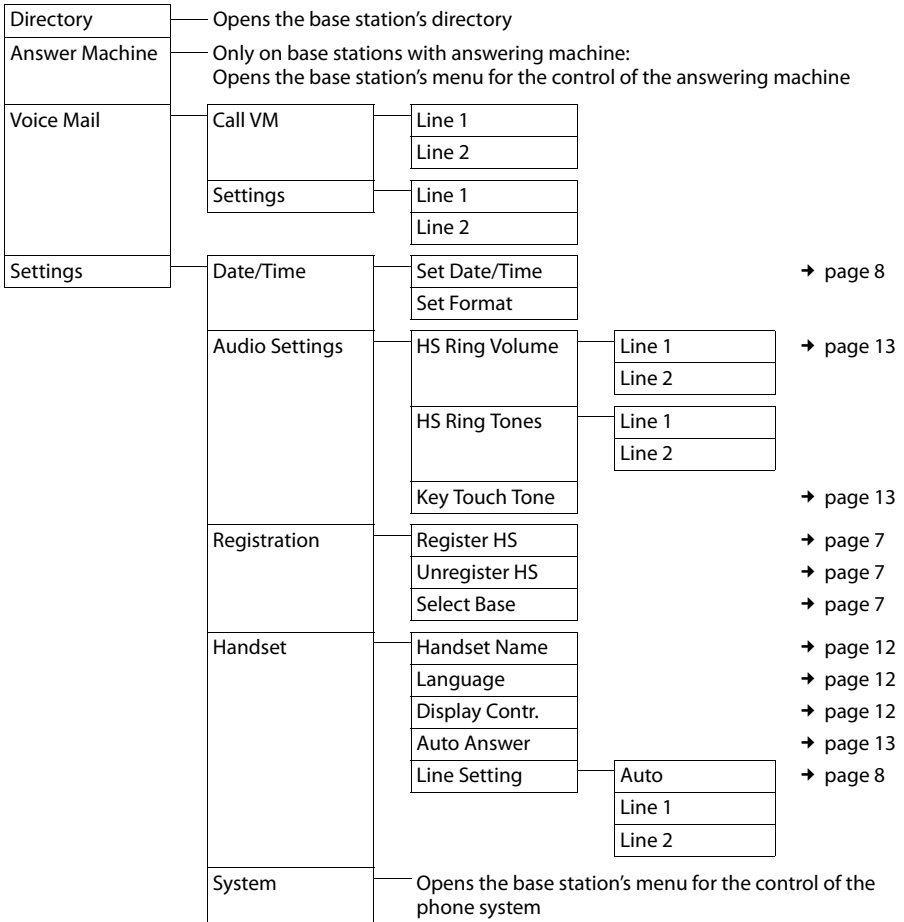 Directory Opens the base station's directory
Answer Machine Only on base stations with answering machine:
Opens the base station's menu for the control of the answering machine
Voice Mail Call VM Line 1
Line 2
Settings Line 1
Line 2
Settings Date/Time Set Date/Time → page 8
Set Format
Audio Settings HS Ring Volume Line 1 → page 13
Line 2
HS Ring Tones Line 1
Line 2
Key Touch Tone → page 13
Registration Register HS → page 7
Unregister HS → page 7
Select Base → page 7
Handset Handset Name → page 12
Language → page 12
Display Contr. → page 12
Auto Answer → page 13
Line Setting Auto → page 8
Line 1
Line 2
System Opens the base station's menu for the control of the
phone system